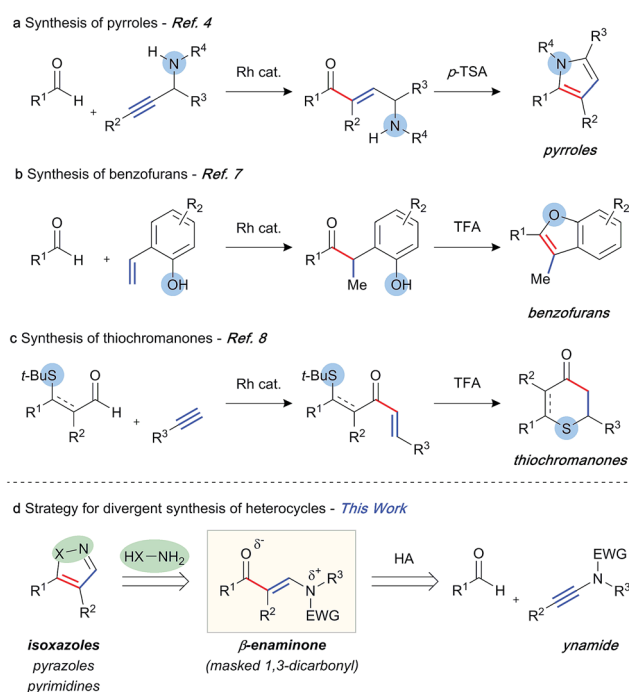 a Synthesis of pyrroles - Ref. 4
O
R¹ H + R² H N R⁴ R³
Rh cat.
O R¹ R² R³ H N R⁴
p-TSA
R⁴ N R³ R¹ R²
pyrroles
b Synthesis of benzofurans - Ref. 7
O
R¹ H + R₂ OH
Rh cat.
O R¹ Me R₂ OH
TFA
R₂ O R¹ Me
benzofurans
c Synthesis of thiochromanones - Ref. 8
t-BuS O R¹ H R² + R³
Rh cat.
t-BuS O R¹ R² R³
TFA
O R² R¹ S R³
thiochromanones
d Strategy for divergent synthesis of heterocycles - This Work
X-N R¹ R²
HX-NH₂
O δ⁻ R¹ R² δ⁺ N R³ EWG
HA
O R¹ H + R² EWG N R³
isoxazoles
pyrazoles
pyrimidines
β-enaminone
(masked 1,3-dicarbonyl)
ynamide